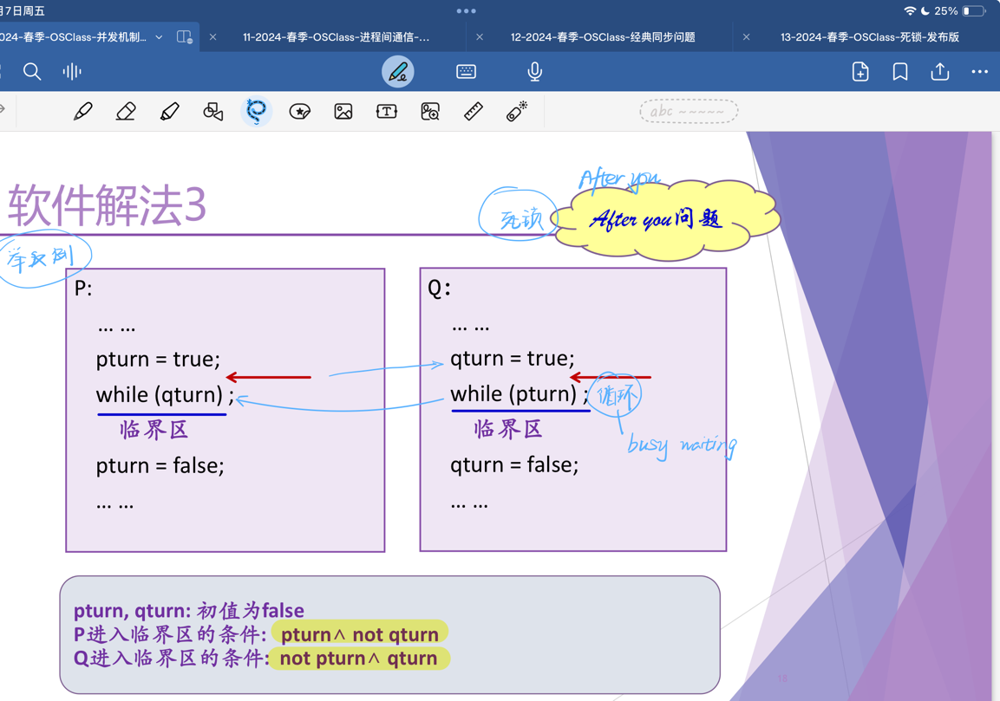 月7日周五
25%
024-春季-OSClass-并发机制...
11-2024-春季-OSClass-进程间通信-...
12-2024-春季-OSClass-经典同步问题
13-2024-春季-OSClass-死锁-发布版
abc ~~~~~
软件解法3
After you
死锁
After you问题
举反例
P:
... ...
pturn = true;
while (qturn) ;
临界区
pturn = false;
... ...
Q:
... ...
qturn = true;
while (pturn) ;
循环
临界区
busy waiting
qturn = false;
... ...
pturn, qturn: 初值为false
P进入临界区的条件: pturn∧ not qturn
Q进入临界区的条件: not pturn∧ qturn
18